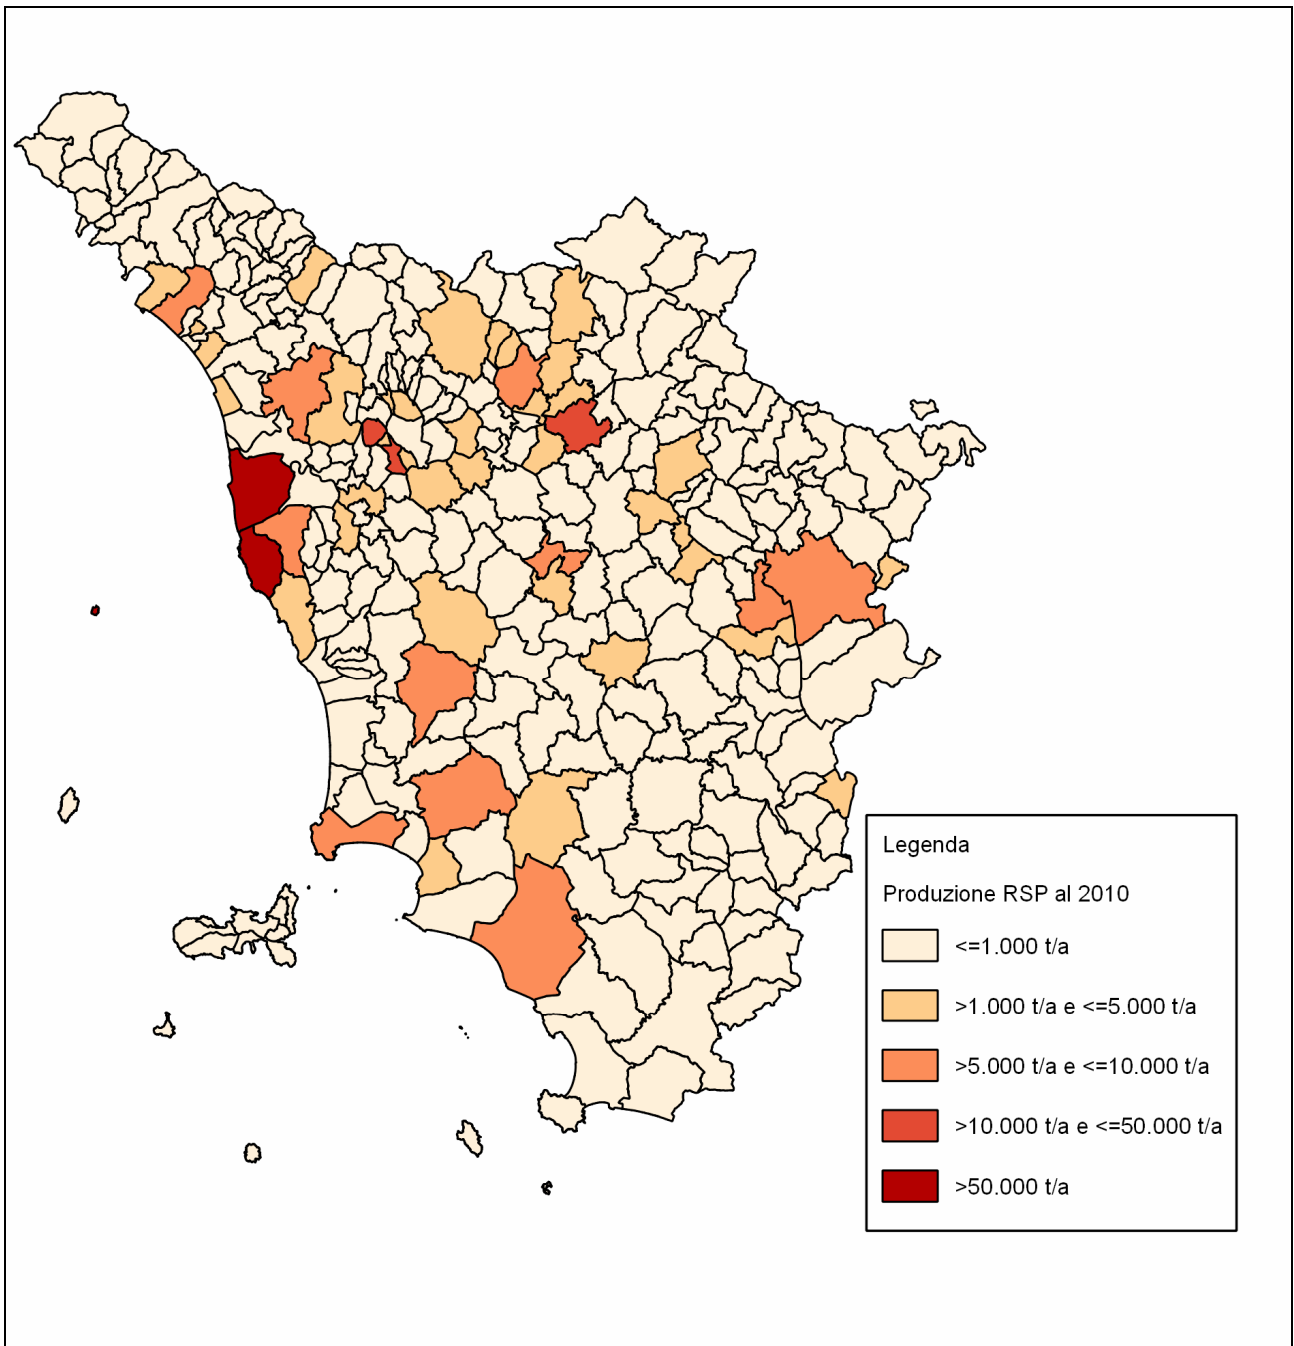 Legenda
Produzione RSP al 2010
<=1.000 t/a
>1.000 t/a e <=5.000 t/a
>5.000 t/a e <=10.000 t/a
>10.000 t/a e <=50.000 t/a
>50.000 t/a